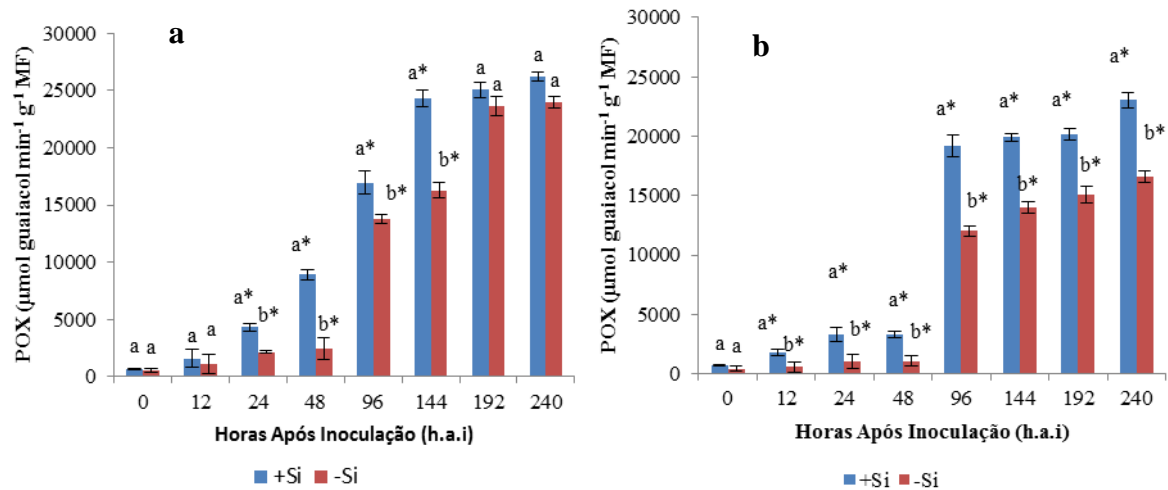 a
POX (µmol guaiacol min⁻¹ g⁻¹ MF)
30000
25000
20000
15000
10000
5000
0
a a a a a* b* a* b* a* b* a* b* a a a a
0 12 24 48 96 144 192 240
Horas Após Inoculação (h.a.i)
+Si -Si
b
POX (µmol guaiacol min⁻¹ g⁻¹ MF)
30000
25000
20000
15000
10000
5000
0
a a a* b* a* b* a* b* a* b* a* b* a* b* a* b*
0 12 24 48 96 144 192 240
Horas Após Inoculação (h.a.i)
+Si -Si